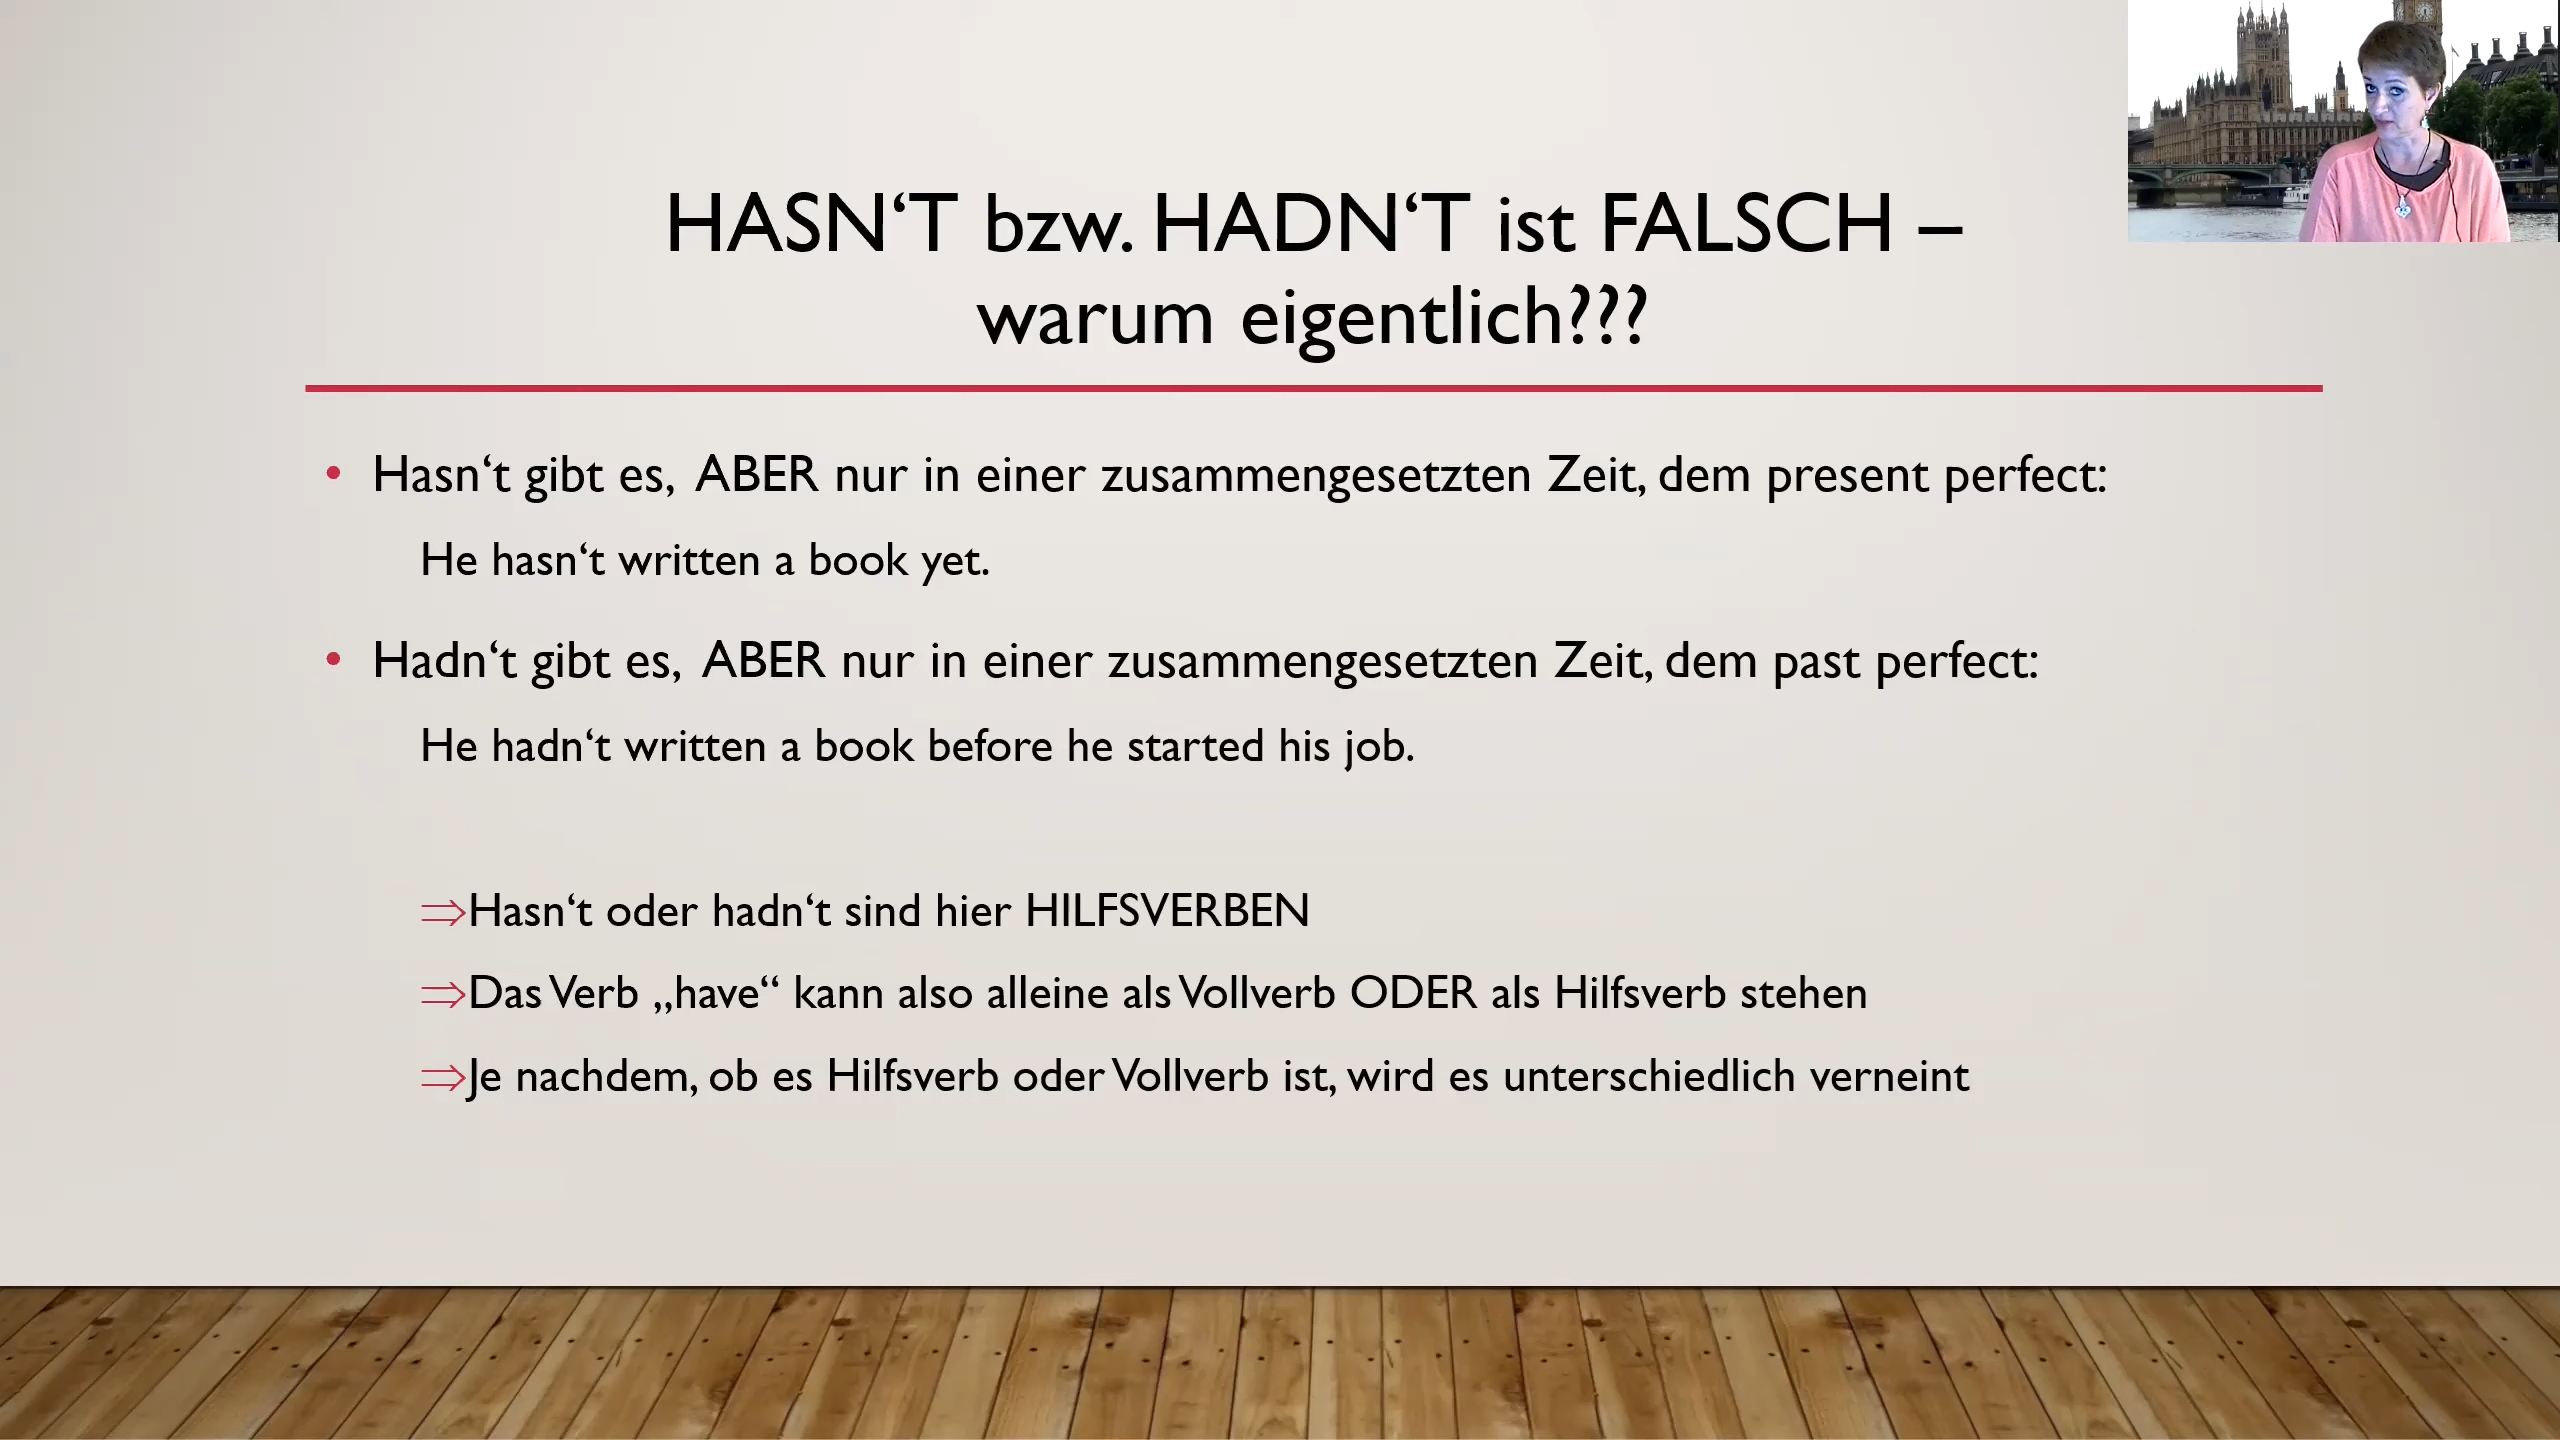 HASN‘T bzw. HADN‘T ist FALSCH –
warum eigentlich???
• Hasn‘t gibt es, ABER nur in einer zusammengesetzten Zeit, dem present perfect:
He hasn‘t written a book yet.
• Hadn‘t gibt es, ABER nur in einer zusammengesetzten Zeit, dem past perfect:
He hadn‘t written a book before he started his job.
⇒Hasn‘t oder hadn‘t sind hier HILFSVERBEN
⇒Das Verb „have“ kann also alleine als Vollverb ODER als Hilfsverb stehen
⇒Je nachdem, ob es Hilfsverb oder Vollverb ist, wird es unterschiedlich verneint